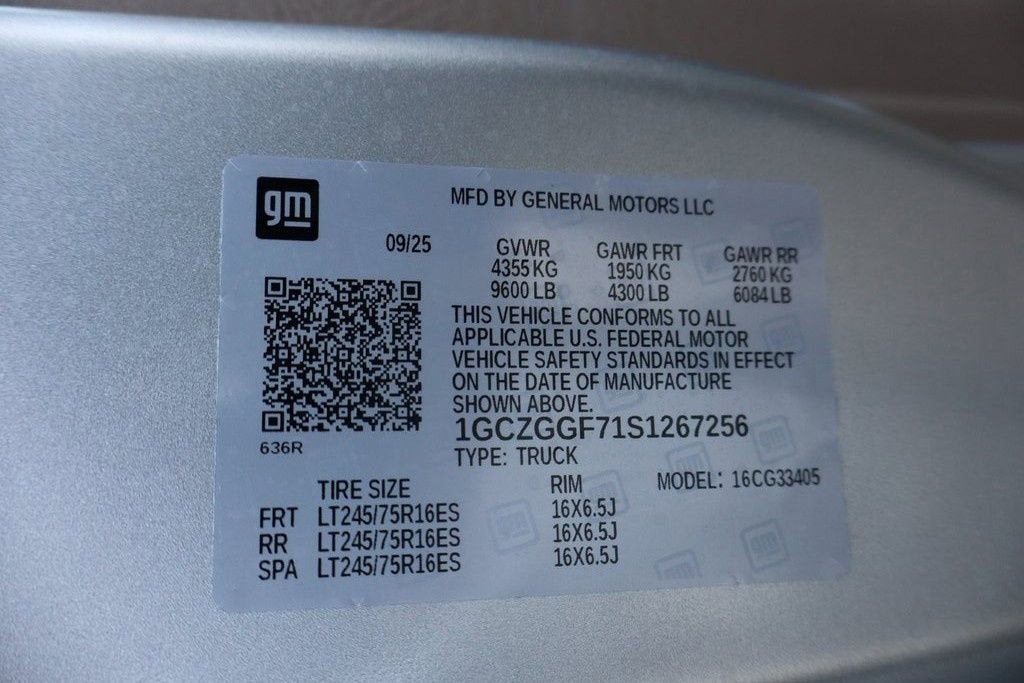 gm
MFD BY GENERAL MOTORS LLC
09/25 GVWR GAWR FRT GAWR RR
4355 KG 1950 KG 2760 KG
9600 LB 4300 LB 6084 LB
THIS VEHICLE CONFORMS TO ALL
APPLICABLE U.S. FEDERAL MOTOR
VEHICLE SAFETY STANDARDS IN EFFECT
ON THE DATE OF MANUFACTURE
SHOWN ABOVE.
1GCZGGF71S1267256
636R
TYPE: TRUCK
TIRE SIZE RIM MODEL: 16CG33405
FRT LT245/75R16ES 16X6.5J
RR LT245/75R16ES 16X6.5J
SPA LT245/75R16ES 16X6.5J